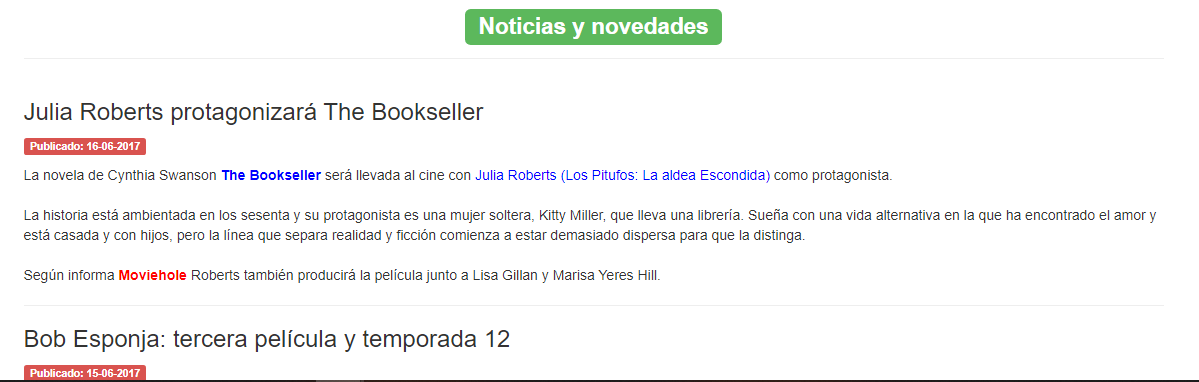 Noticias y novedades
Julia Roberts protagonizará The Bookseller
Publicado: 16-06-2017
La novela de Cynthia Swanson The Bookseller será llevada al cine con Julia Roberts (Los Pitufos: La aldea Escondida) como protagonista.
La historia está ambientada en los sesenta y su protagonista es una mujer soltera, Kitty Miller, que lleva una librería. Sueña con una vida alternativa en la que ha encontrado el amor y
está casada y con hijos, pero la línea que separa realidad y ficción comienza a estar demasiado dispersa para que la distinga.
Según informa Moviehole Roberts también producirá la película junto a Lisa Gillan y Marisa Yeres Hill.
Bob Esponja: tercera película y temporada 12
Publicado: 15-06-2017